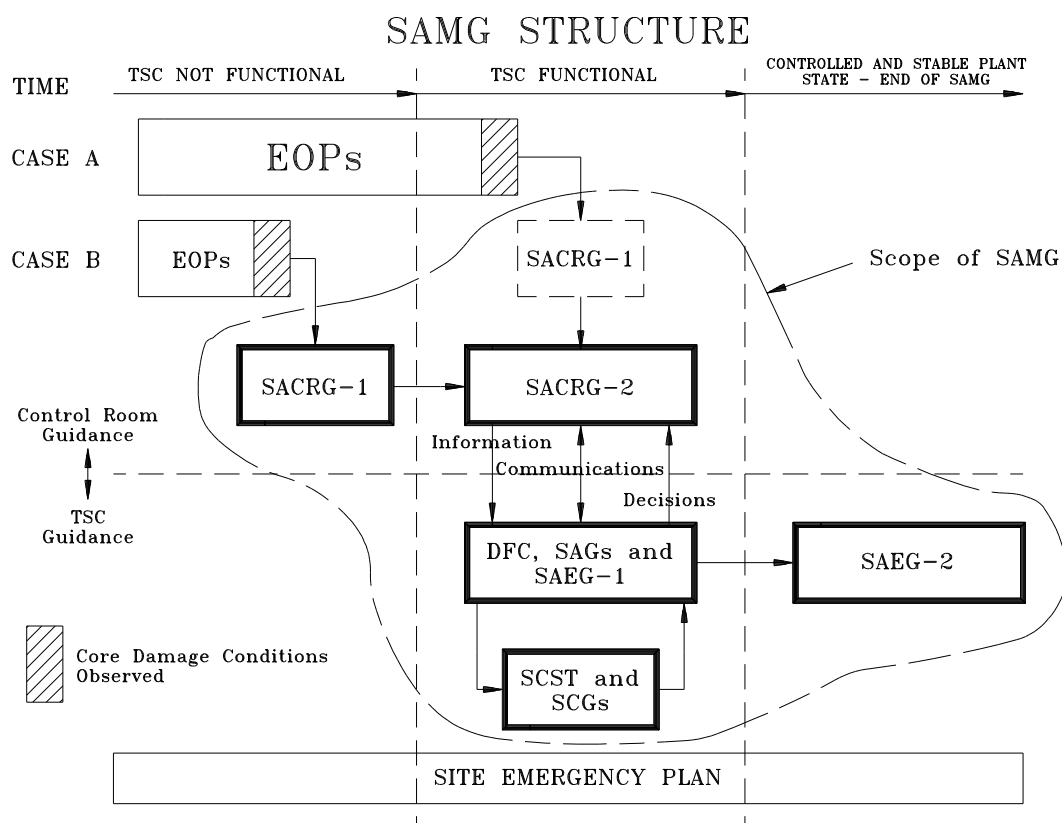 SAMG STRUCTURE
TIME
TSC NOT FUNCTIONAL
TSC FUNCTIONAL
CONTROLLED AND STABLE PLANT
STATE - END OF SAMG
CASE A
EOPs
CASE B
EOPs
SACRG-1
Scope of SAMG
SACRG-1
SACRG-2
Control Room
Guidance
Information
Communications
Decisions
TSC
Guidance
DFC, SAGs and
SAEG-1
SAEG-2
Core Damage Conditions
Observed
SCST and
SCGs
SITE EMERGENCY PLAN